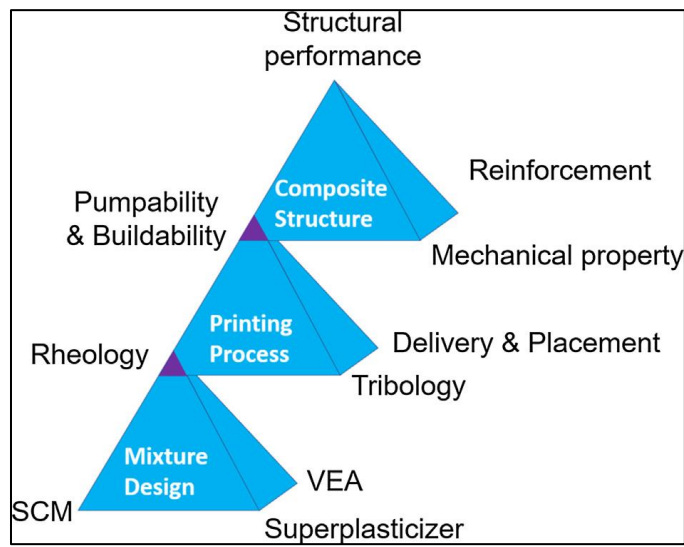 Structural
performance
Composite
Structure
Reinforcement
Pumpability
& Buildability
Mechanical property
Printing
Process
Delivery & Placement
Rheology
Tribology
Mixture
Design
VEA
SCM
Superplasticizer